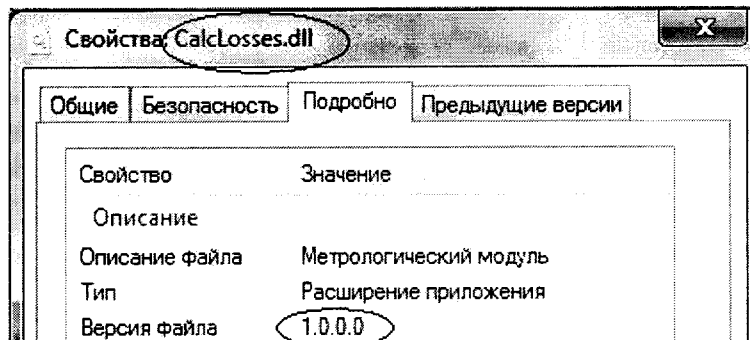 Свойства: CalcLosses.dll
Общие Безопасность Подробно Предыдущие версии
Свойство Значение
Описание
Описание файла Метрологический модуль
Тип Расширение приложения
Версия файла 1.0.0.0